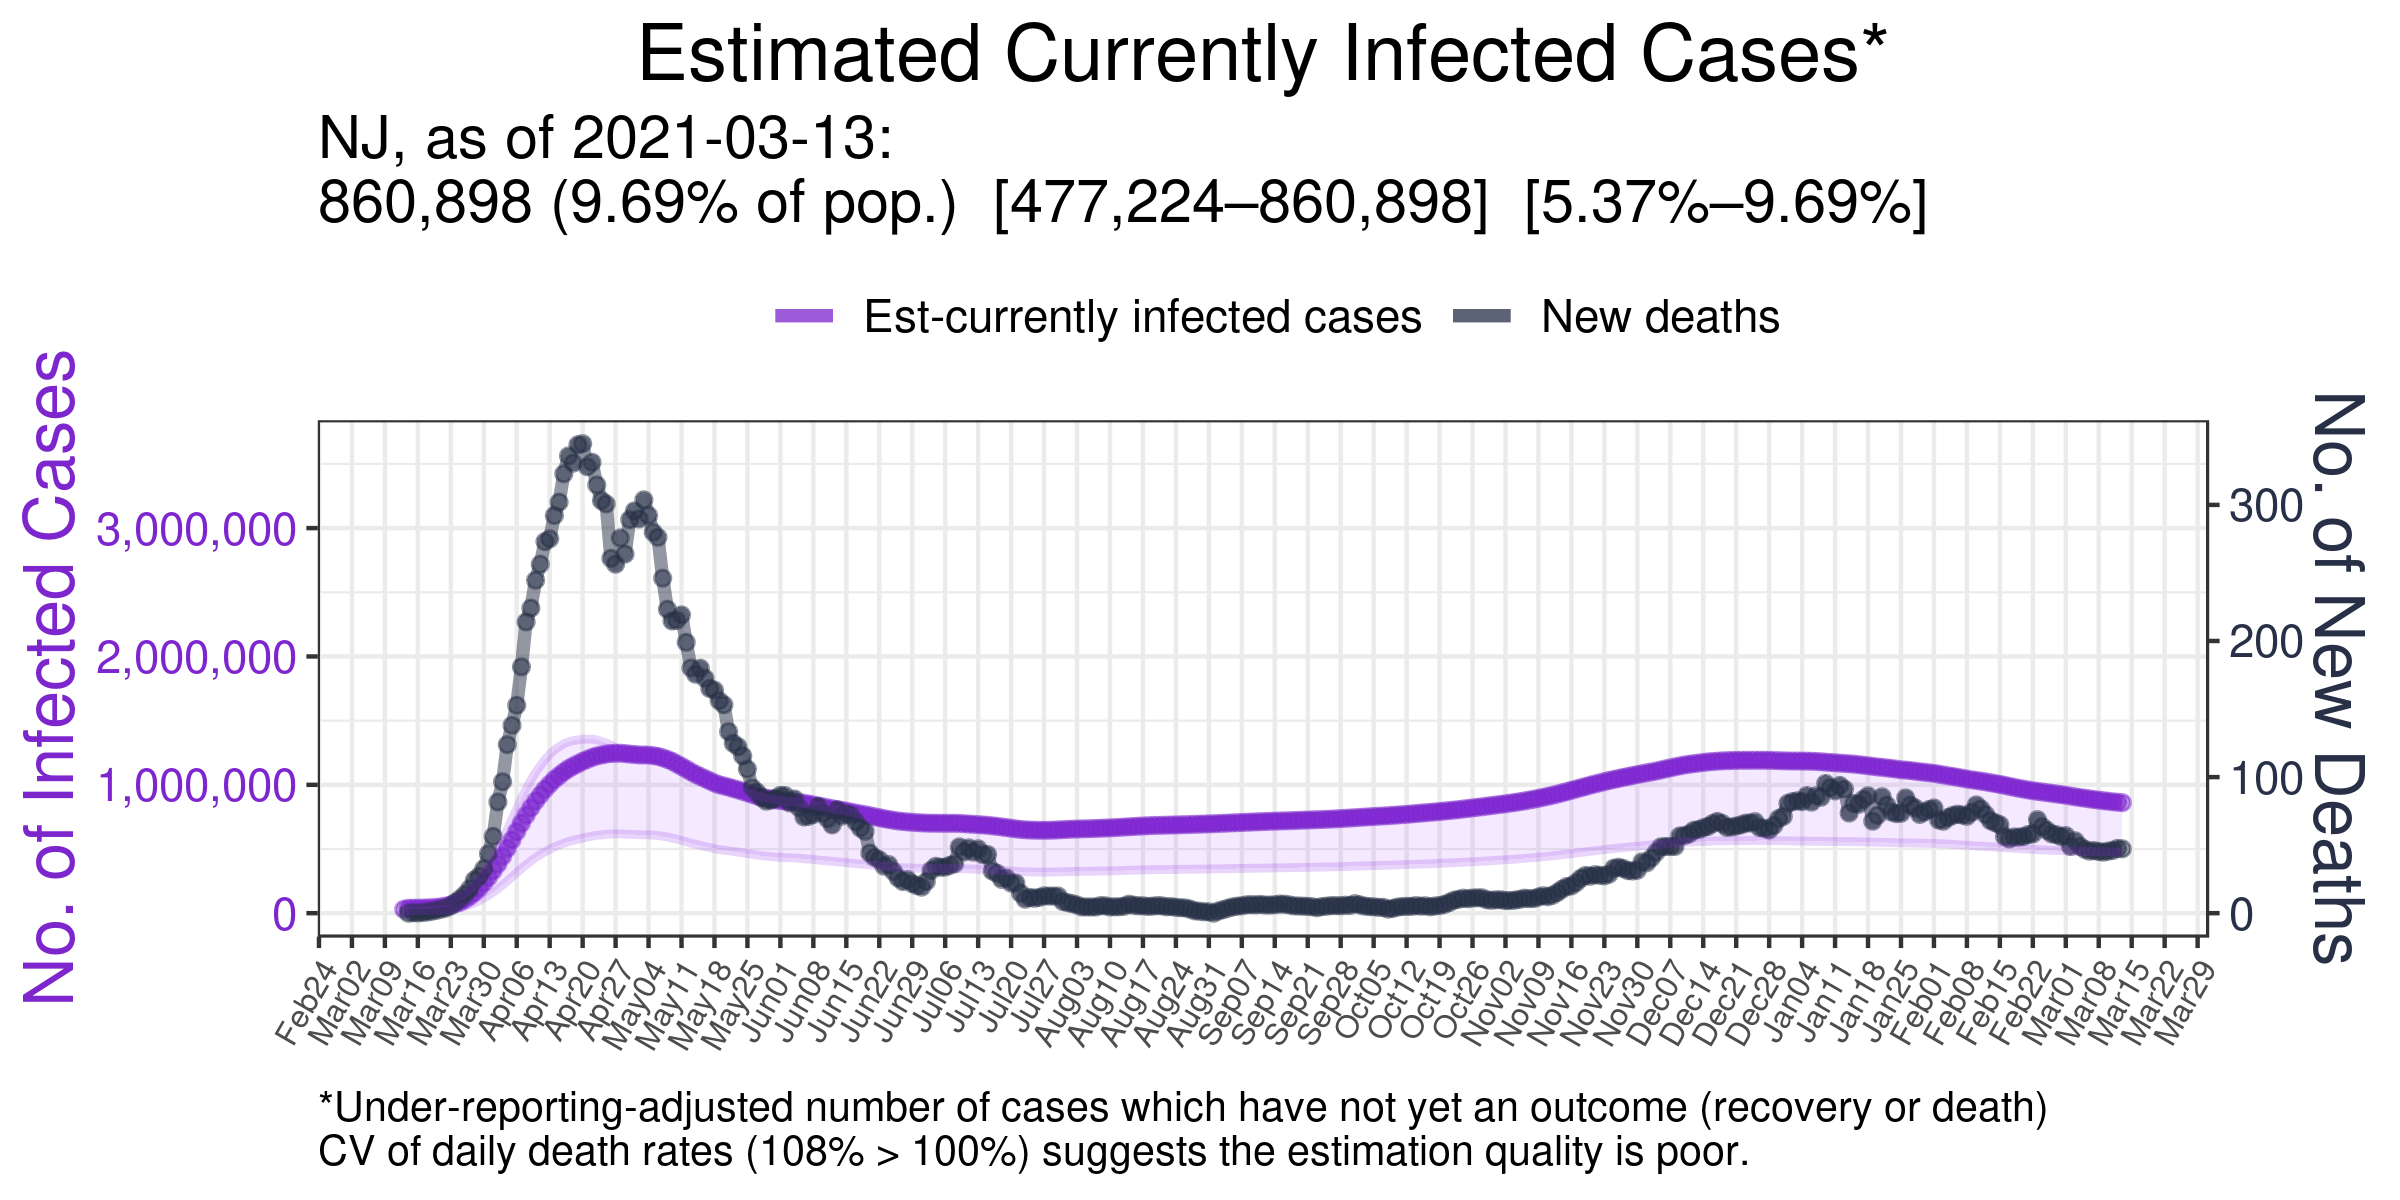 Estimated Currently Infected Cases*
NJ, as of 2021-03-13:
860,898 (9.69% of pop.) [477,224–860,898] [5.37%–9.69%]
Est-currently infected cases
New deaths
No. of Infected Cases
3,000,000
2,000,000
1,000,000
0
300
200
100
0
No. of New Deaths
Feb24
Mar02
Mar09
Mar16
Mar23
Mar30
Apr06
Apr13
Apr20
Apr27
May04
May11
May18
May25
Jun01
Jun08
Jun15
Jun22
Jun29
Jul06
Jul13
Jul20
Jul27
Aug03
Aug10
Aug17
Aug24
Aug31
Sep07
Sep14
Sep21
Sep28
Oct05
Oct12
Oct19
Oct26
Nov02
Nov09
Nov16
Nov23
Nov30
Dec07
Dec14
Dec21
Dec28
Jan04
Jan11
Jan18
Jan25
Feb01
Feb08
Feb15
Feb22
Mar01
Mar08
Mar15
Mar22
Mar29
*Under-reporting-adjusted number of cases which have not yet an outcome (recovery or death)
CV of daily death rates (108% > 100%) suggests the estimation quality is poor.